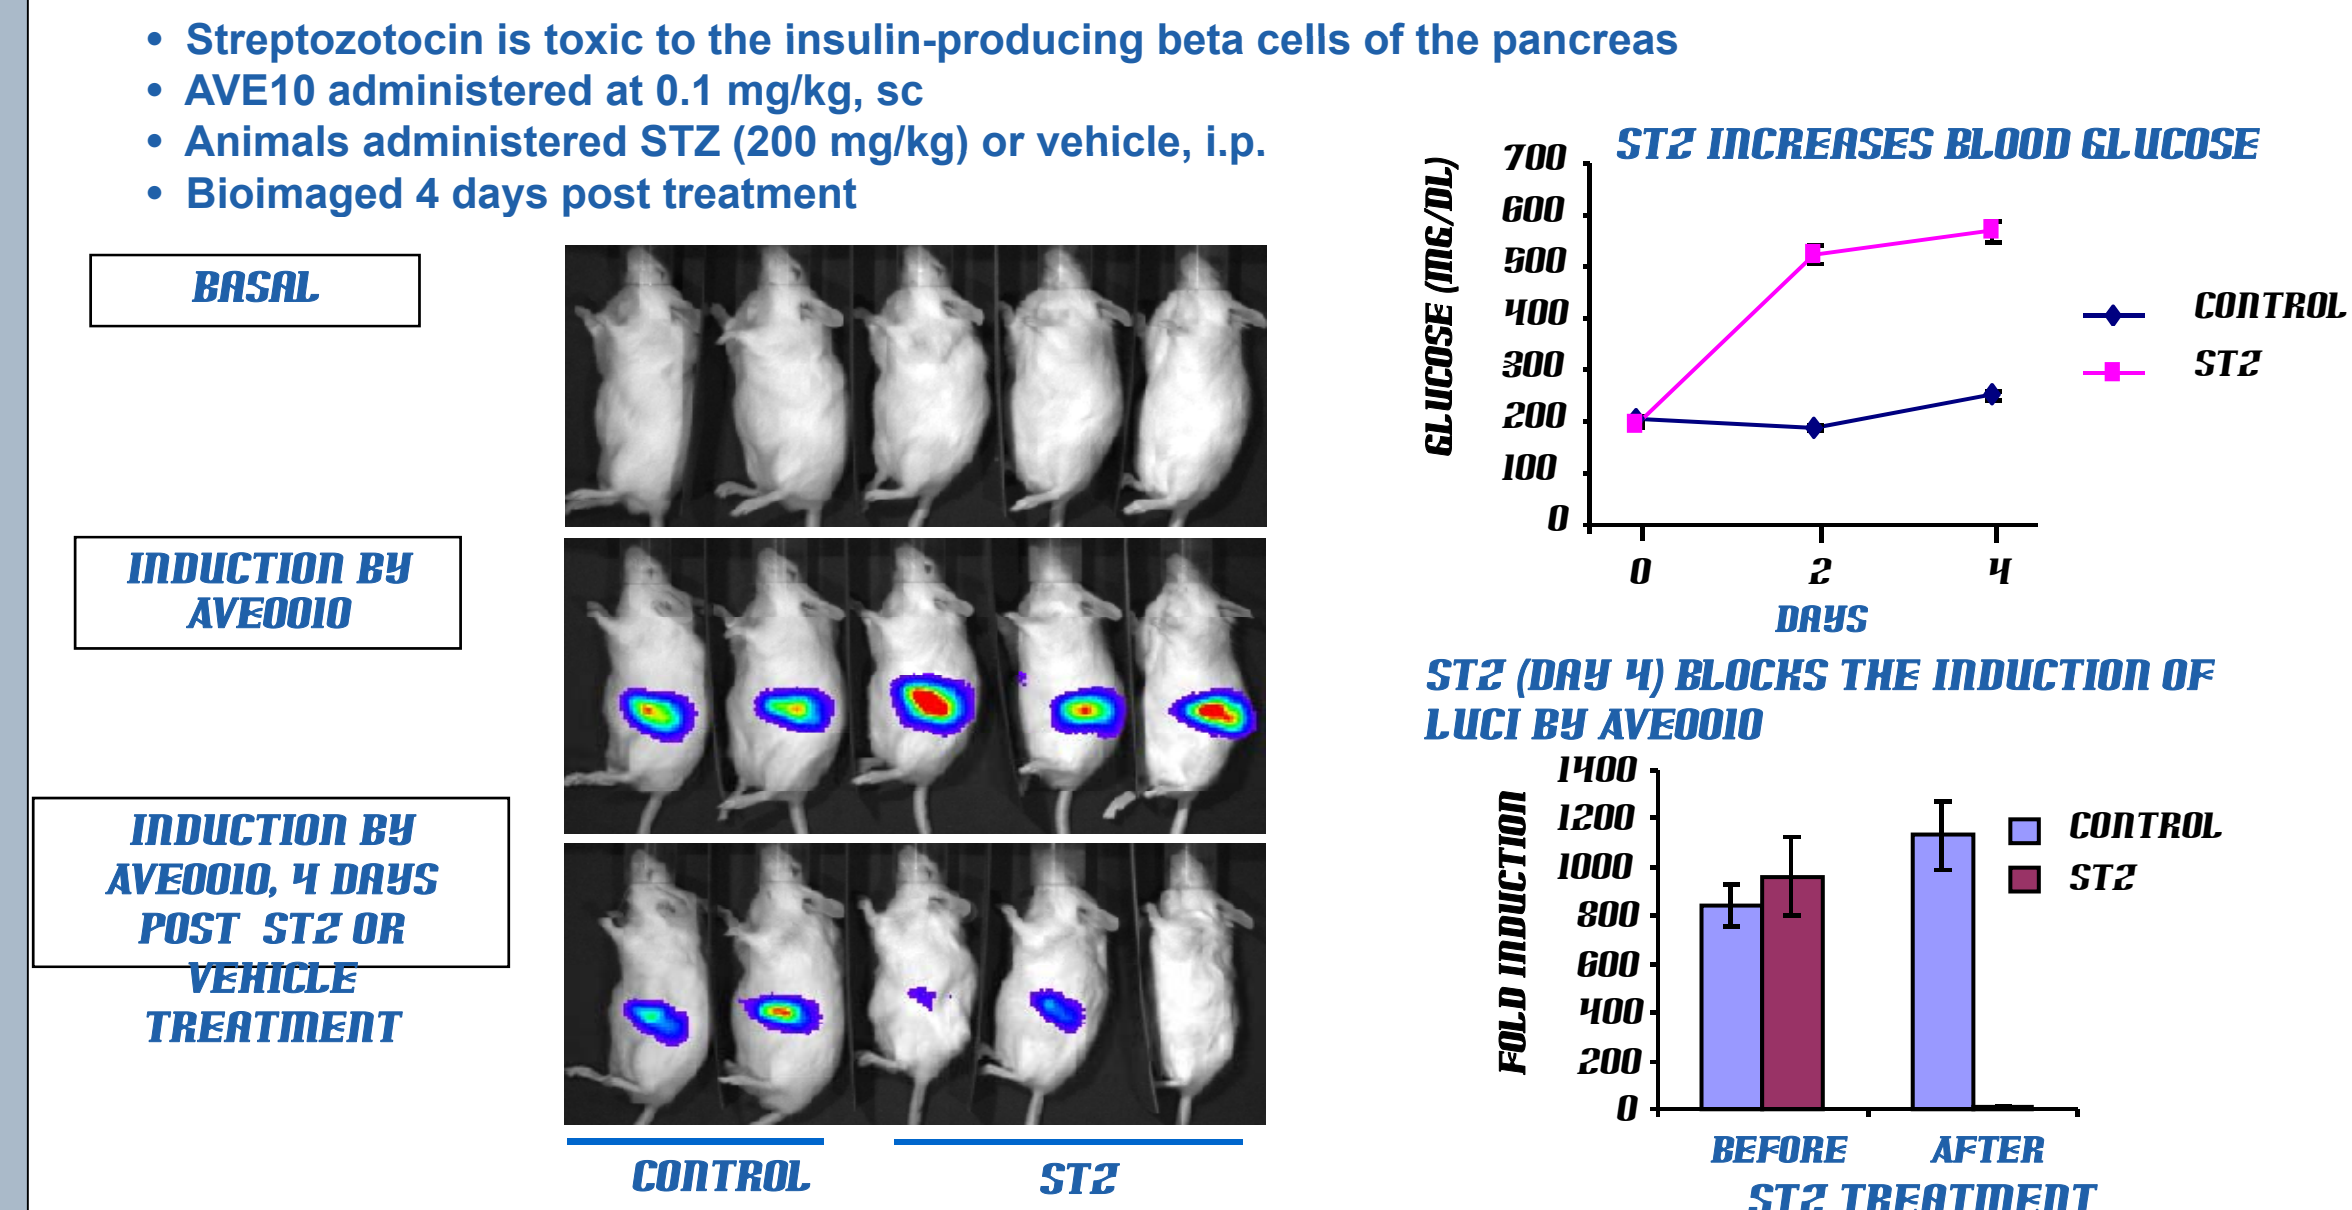 • Streptozotocin is toxic to the insulin-producing beta cells of the pancreas
• AVE10 administered at 0.1 mg/kg, sc
• Animals administered STZ (200 mg/kg) or vehicle, i.p.
• Bioimaged 4 days post treatment
BASAL
INDUCTION BY
AVE0010
INDUCTION BY
AVE0010, 4 DAYS
POST STZ OR
VEHICLE
TREATMENT
CONTROL
STZ
STZ INCREASES BLOOD GLUCOSE
GLUCOSE (MG/DL)
700
600
500
400
300
200
100
0
0 2 4
DAYS
CONTROL
STZ
STZ (DAY 4) BLOCKS THE INDUCTION OF
LUCI BY AVE0010
FOLD INDUCTION
1400
1200
1000
800
600
400
200
0
CONTROL
STZ
BEFORE AFTER
STZ TREATMENT